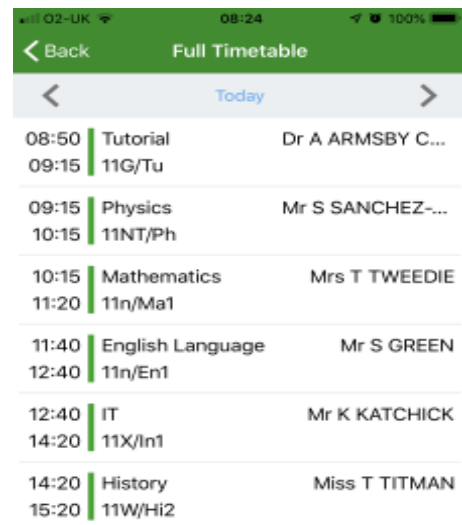 O2-UK 08:24 100%
Back Full Timetable
Today
08:50 Tutorial Dr A ARMSBY C...
09:15 11G/Tu
09:15 Physics Mr S SANCHEZ-...
10:15 11NT/Ph
10:15 Mathematics Mrs T TWEEDIE
11:20 11n/Ma1
11:40 English Language Mr S GREEN
12:40 11n/En1
12:40 IT Mr K KATCHICK
14:20 11X/In1
14:20 History Miss T TITMAN
15:20 11W/Hi2